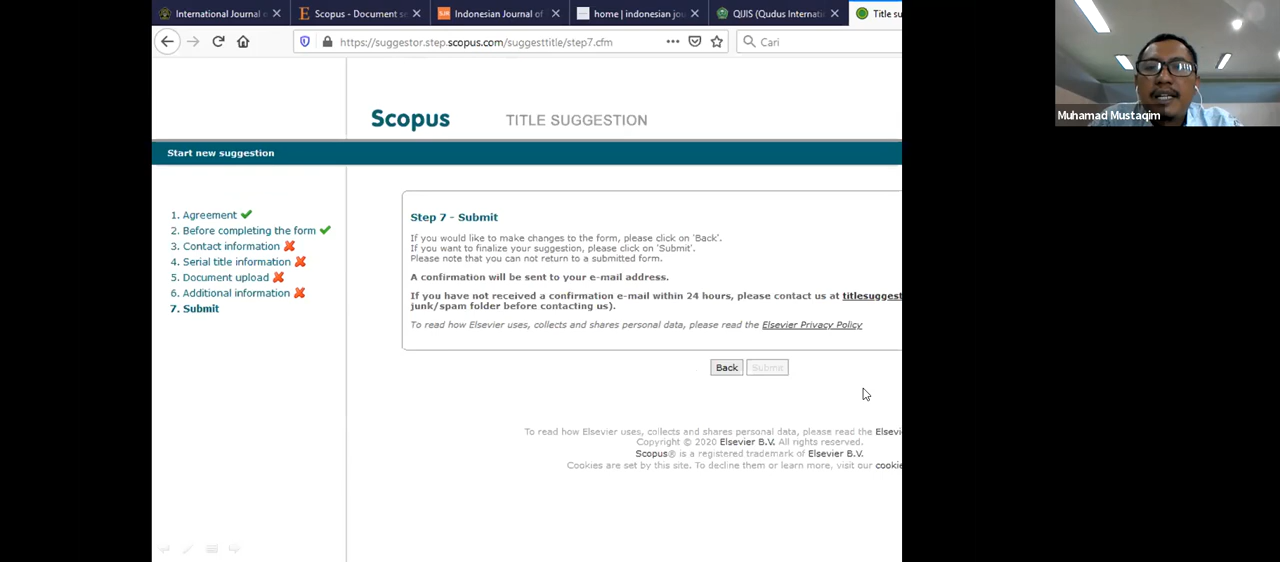 International Journal o
Scopus - Document se
Indonesian Journal of
home | indonesian jou
QIJIS (Qudus Internatio
Title su
https://suggestor.step.scopus.com/suggesttitle/step7.cfm
Cari
Muhamad Mustaqim
Scopus TITLE SUGGESTION
Start new suggestion
1. Agreement
2. Before completing the form
3. Contact information
4. Serial title information
5. Document upload
6. Additional information
7. Submit
Step 7 - Submit
If you would like to make changes to the form, please click on 'Back'.
If you want to finalize your suggestion, please click on 'Submit'.
Please note that you can not return to a submitted form.
A confirmation will be sent to your e-mail address.
If you have not received a confirmation e-mail within 24 hours, please contact us at titlesuggest
junk/spam folder before contacting us).
To read how Elsevier uses, collects and shares personal data, please read the Elsevier Privacy Policy
Back Submit
To read how Elsevier uses, collects and shares personal data, please read the Elsevie
Copyright © 2020 Elsevier B.V. All rights reserved.
Scopus® is a registered trademark of Elsevier B.V.
Cookies are set by this site. To decline them or learn more, visit our cookie